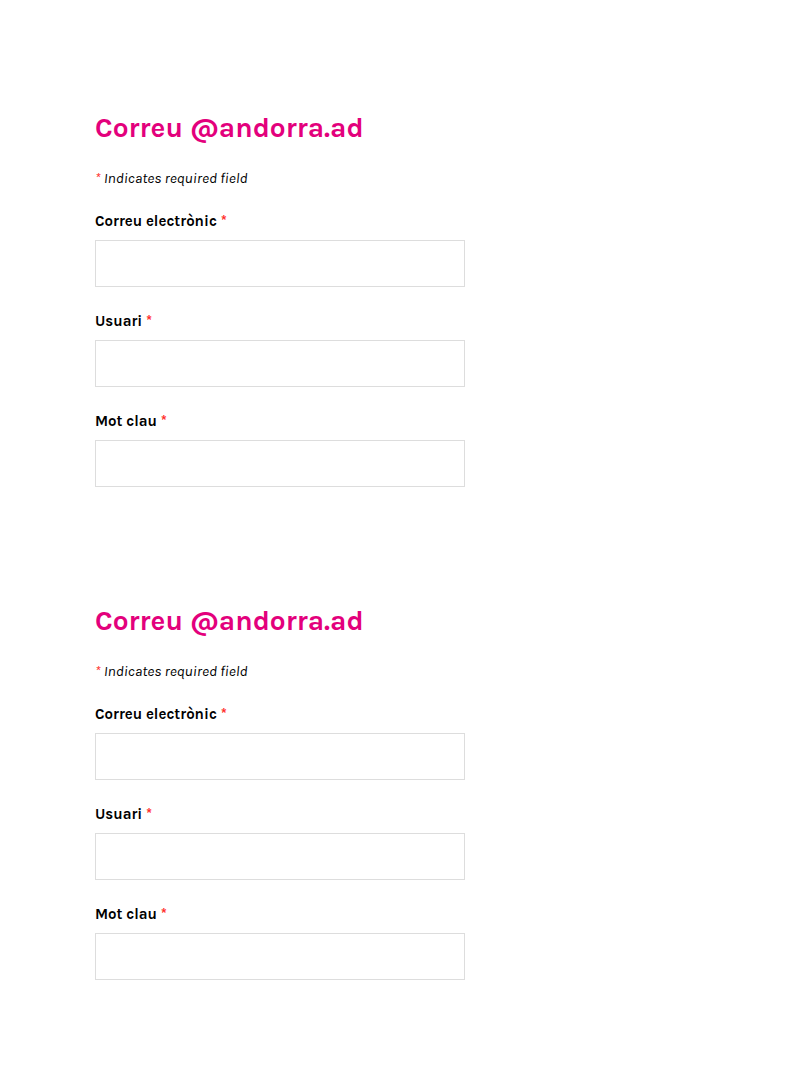 Correu @andorra.ad
* Indicates required field
Correu electrònic *
Usuari *
Mot clau *
Correu @andorra.ad
* Indicates required field
Correu electrònic *
Usuari *
Mot clau *